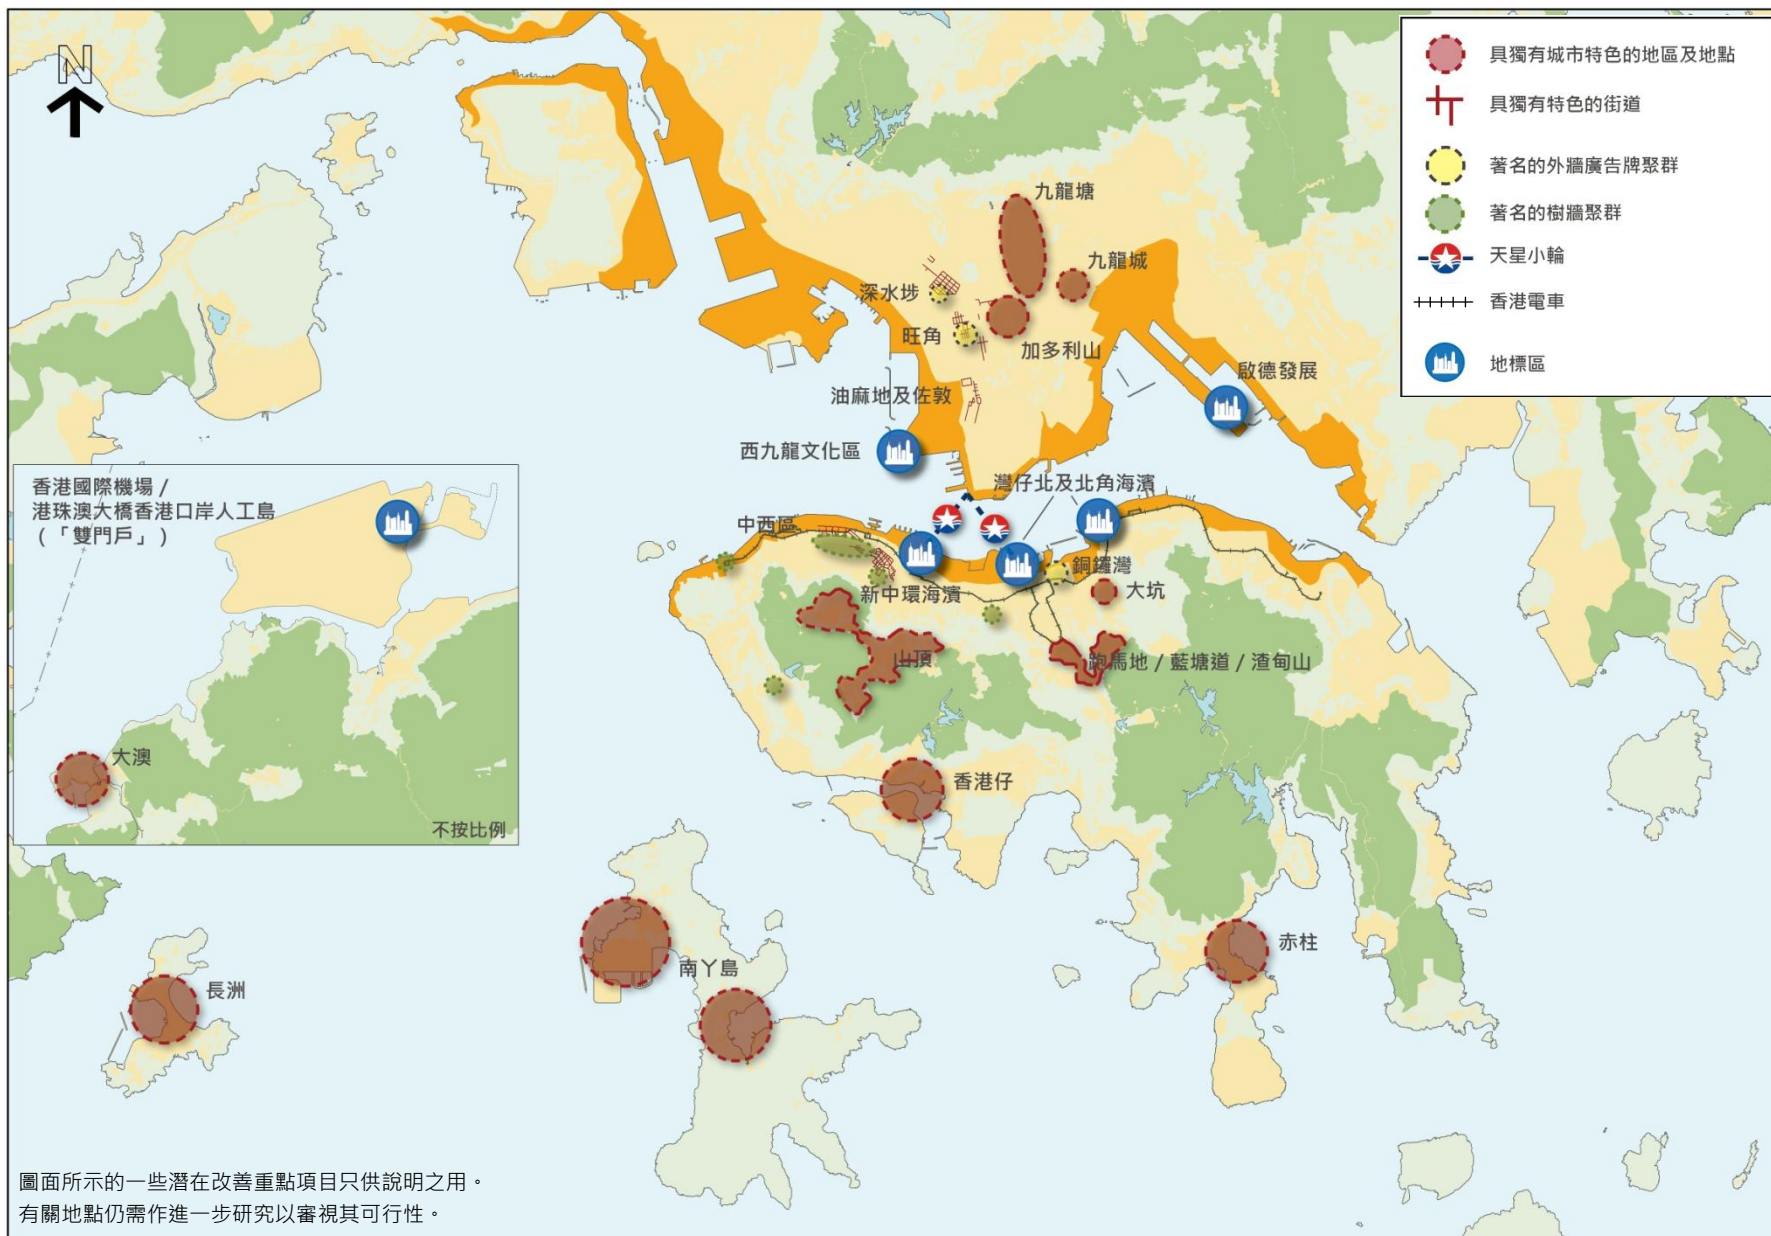 N
具獨有城市特色的地區及地點
具獨有特色的街道
著名的外牆廣告牌聚群
著名的樹牆聚群
天星小輪
香港電車
地標區
九龍塘
九龍城
深水埗
旺角
加多利山
啟德發展
油麻地及佐敦
西九龍文化區
灣仔北及北角海濱
中西區
銅鑼灣
新中環海濱
大坑
山頂
跑馬地 / 藍塘道 / 渣甸山
香港仔
赤柱
南丫島
長洲
香港國際機場 /
港珠澳大橋香港口岸人工島
(「雙門戶」)
大澳
不按比例
圖面所示的一些潛在改善重點項目只供說明之用。
有關地點仍需作進一步研究以審視其可行性。